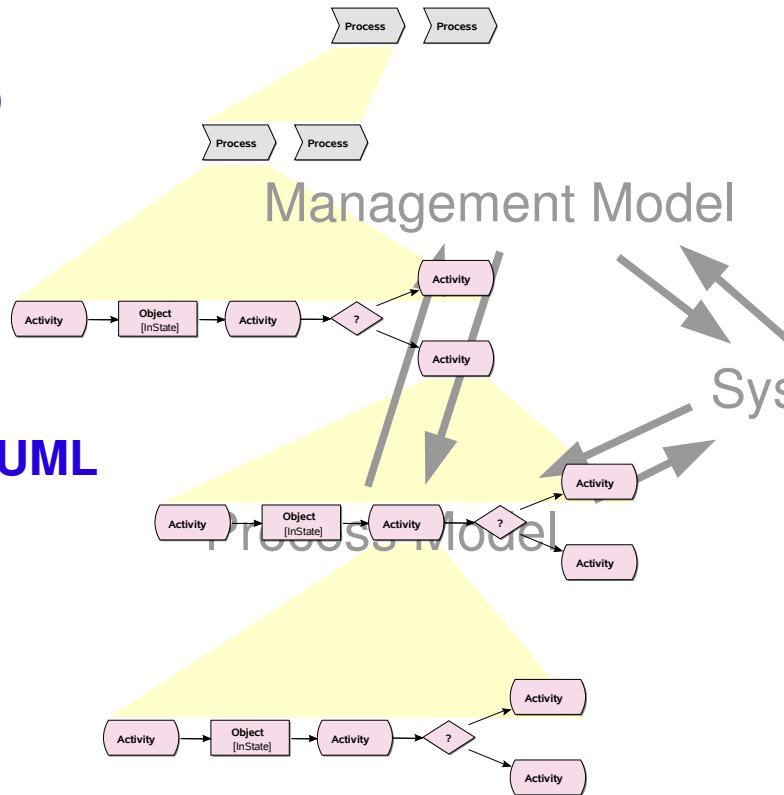 Process Process
Process Process
Management Model
Activity
Activity Object Activity ?
[InState]
Activity
Sys
UML
Activity
Activity Object Activity ?
[InState]
Process Model
Activity
Activity
Activity Object Activity ?
[InState]
Activity